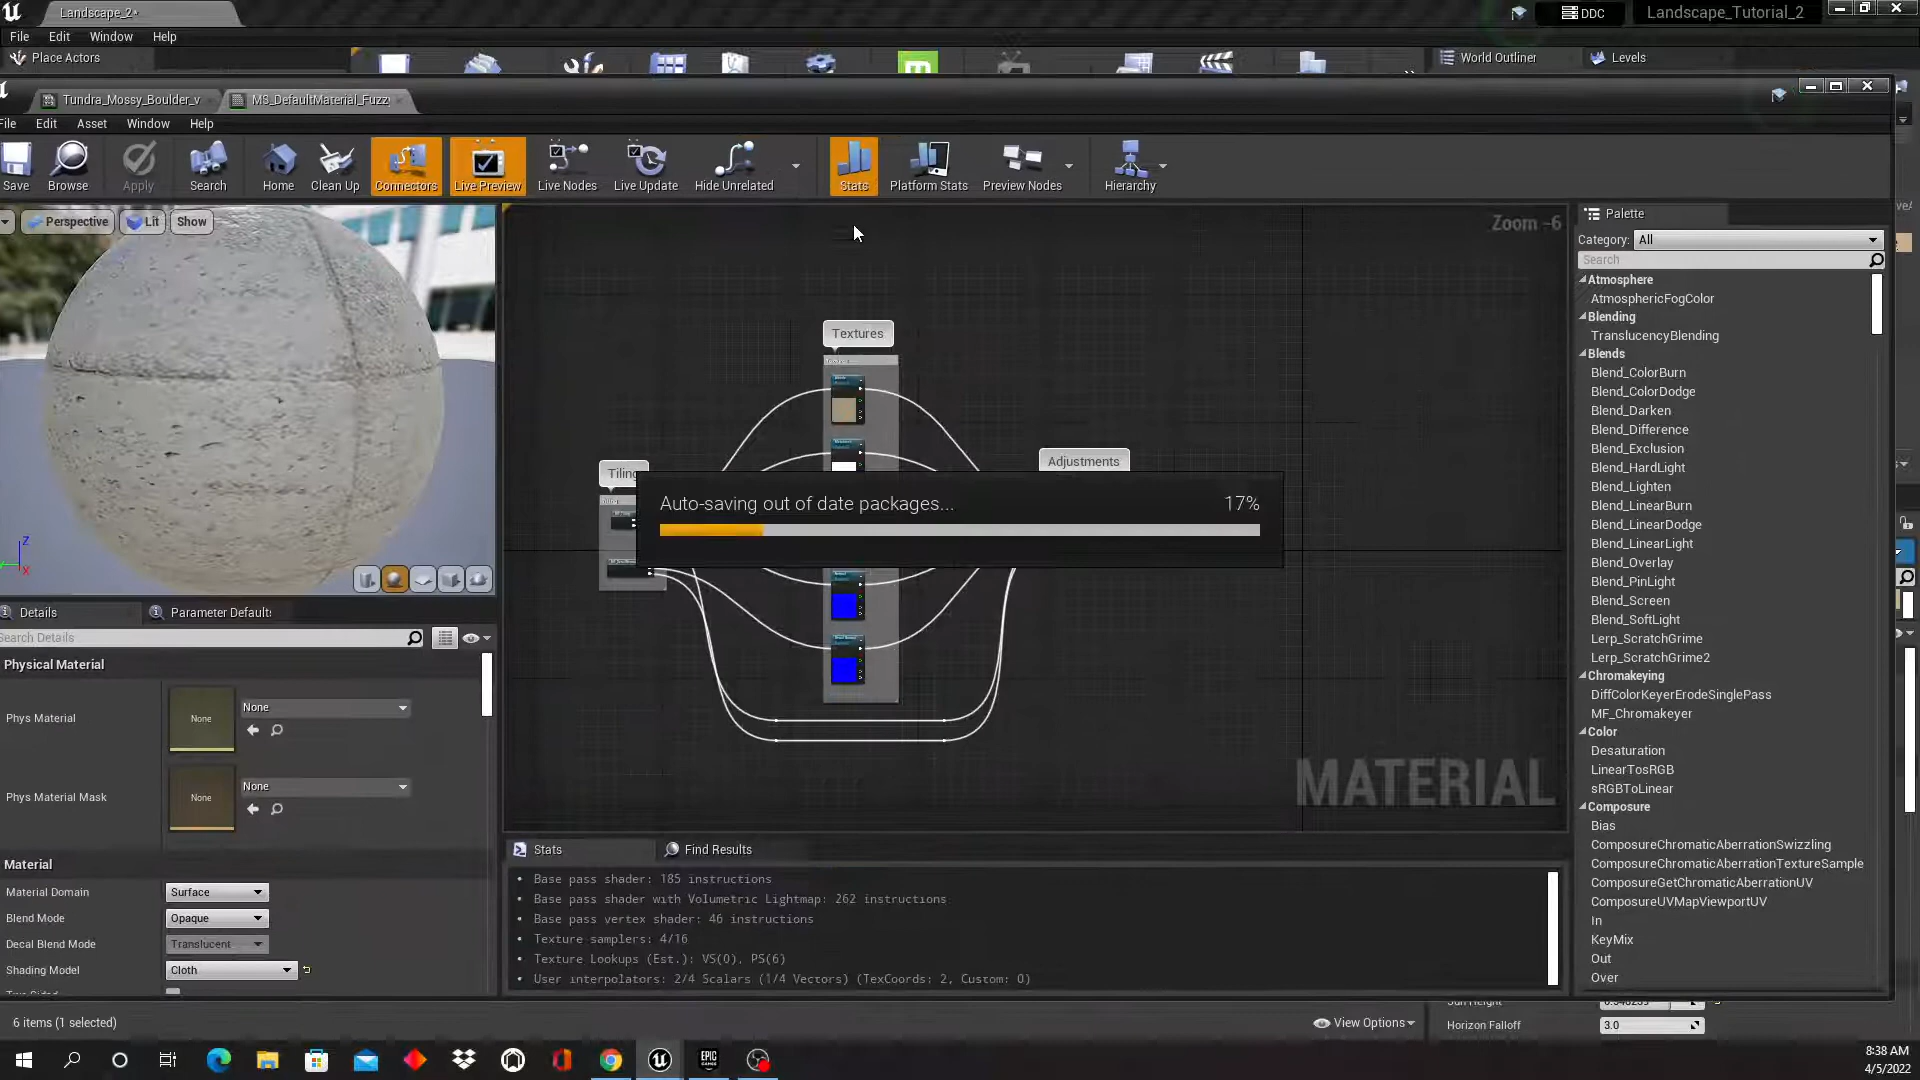 Landscape_2•
DDC
Landscape_Tutorial_2
File Edit Window Help
Place Actors
World Outliner
Levels
Tundra_Mossy_Boulder_v
MS_DefaultMaterial_Fuzzy
File Edit Asset Window Help
Save
Browse
Apply
Search
Home
Clean Up
Connectors
Live Preview
Live Nodes
Live Update
Hide Unrelated
Stats
Platform Stats
Preview Nodes
Hierarchy
Perspective
Lit
Show
Zoom -6
Textures
Tiling
Adjustments
Auto-saving out of date packages... 17%
MATERIAL
Z
X
Palette
Category: All
Search
Atmosphere
AtmosphericFogColor
Blending
TranslucencyBlending
Blends
Blend_ColorBurn
Blend_ColorDodge
Blend_Darken
Blend_Difference
Blend_Exclusion
Blend_HardLight
Blend_Lighten
Blend_LinearBurn
Blend_LinearDodge
Blend_LinearLight
Blend_Overlay
Blend_PinLight
Blend_Screen
Blend_SoftLight
Lerp_ScratchGrime
Lerp_ScratchGrime2
Chromakeying
DiffColorKeyerErodeSinglePass
MF_Chromakeyer
Color
Desaturation
LinearTosRGB
sRGBToLinear
Composure
Bias
ComposureChromaticAberrationSwizzling
ComposureChromaticAberrationTextureSample
ComposureGetChromaticAberrationUV
ComposureUVMapViewportUV
In
KeyMix
Out
Over
Details
Parameter Defaults
Search Details
Physical Material
Phys Material
None
None
Phys Material Mask
None
None
Material
Material Domain Surface
Blend Mode Opaque
Decal Blend Mode Translucent
Shading Model Cloth
Stats
Find Results
• Base pass shader: 185 instructions
• Base pass shader with Volumetric Lightmap: 262 instructions
• Base pass vertex shader: 46 instructions
• Texture samplers: 4/16
• Texture Lookups (Est.): VS(0), PS(6)
• User interpolators: 2/4 Scalars (1/4 Vectors) (TexCoords: 2, Custom: 0)
6 items (1 selected)
View Options
Sun Height
Horizon Falloff 3.0
EPIC GAMES
8:38 AM
4/5/2022